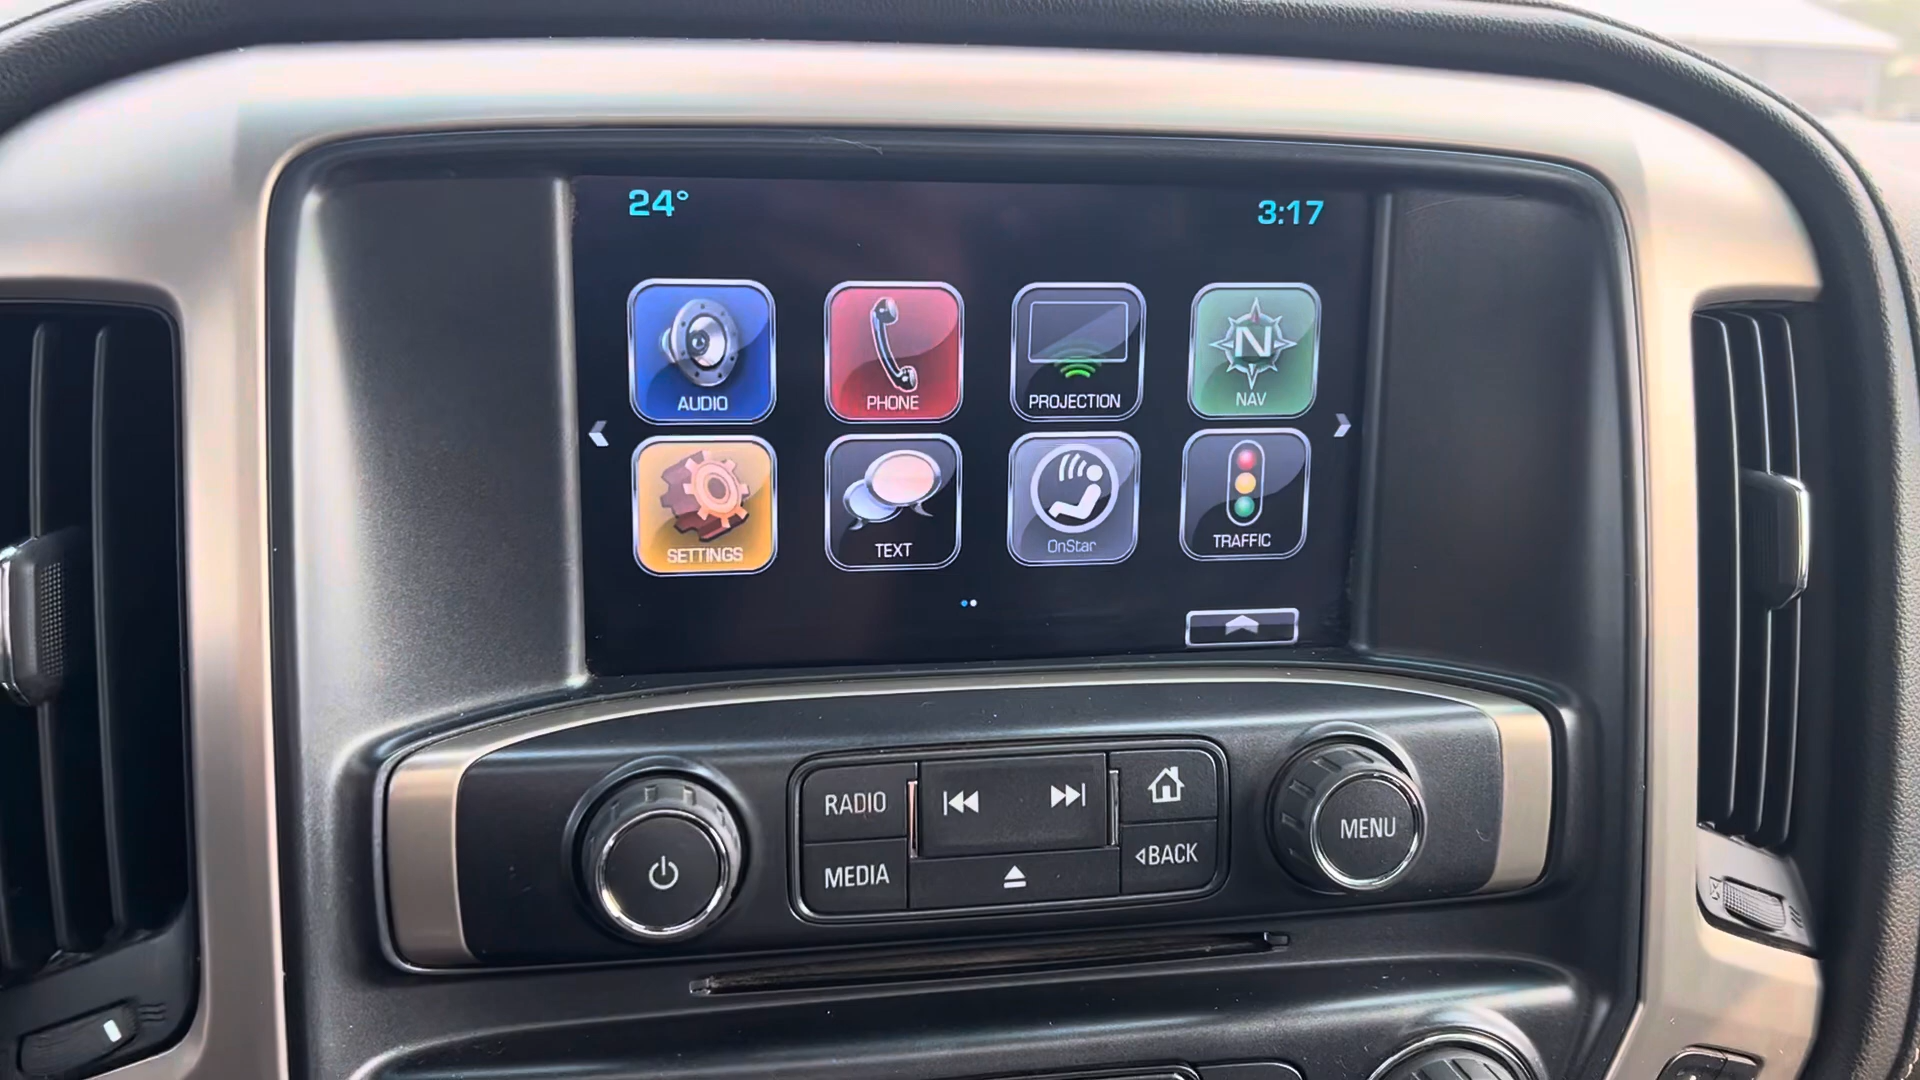 24°
3:17
AUDIO
PHONE
PROJECTION
N
NAV
SETTINGS
TEXT
OnStar
TRAFFIC
RADIO
MEDIA
BACK
MENU